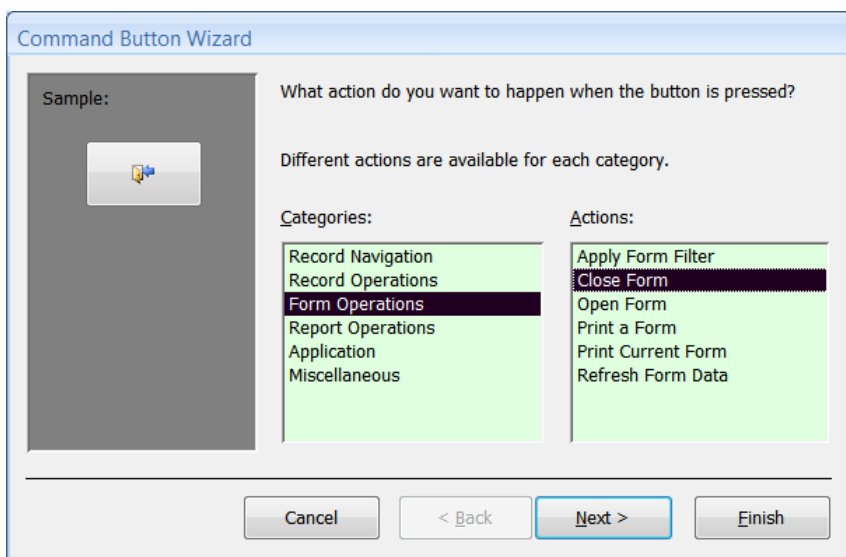 Command Button Wizard
Sample:
What action do you want to happen when the button is pressed?
Different actions are available for each category.
Categories:
Record Navigation
Record Operations
Form Operations
Report Operations
Application
Miscellaneous
Actions:
Apply Form Filter
Close Form
Open Form
Print a Form
Print Current Form
Refresh Form Data
Cancel
< Back
Next >
Finish